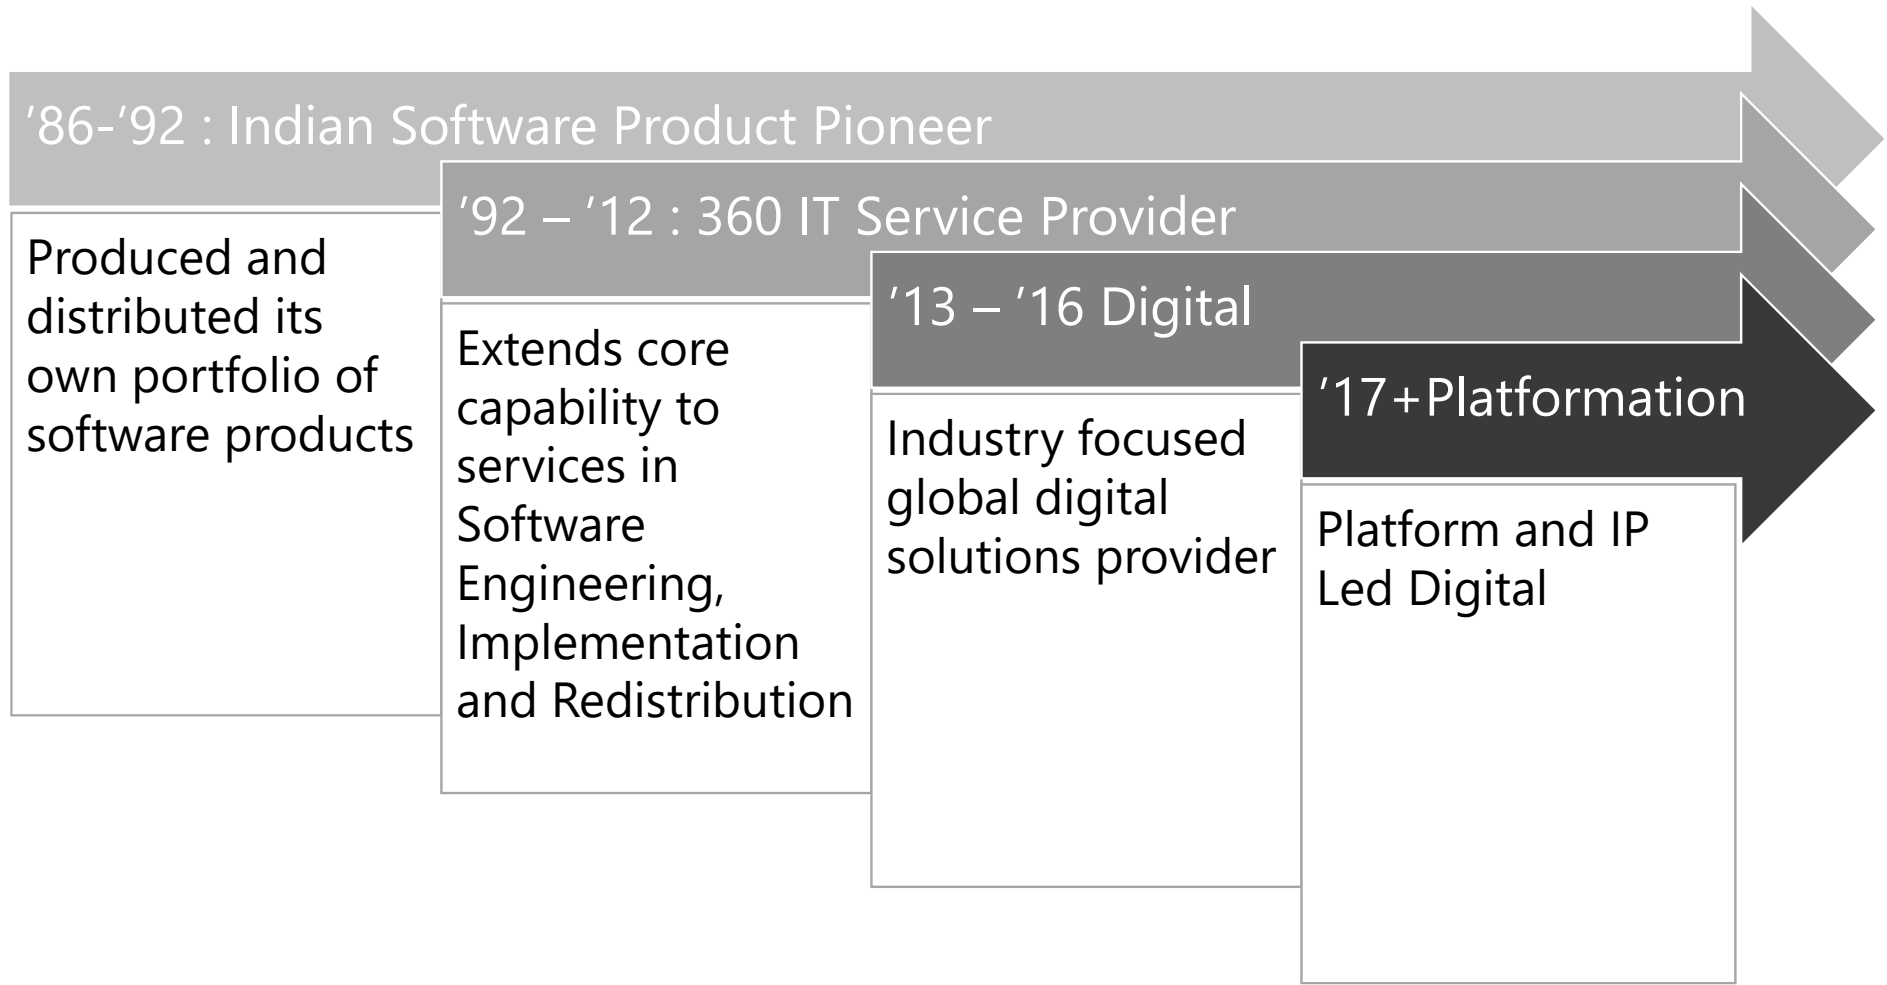 ’86-’92 : Indian Software Product Pioneer
Produced and
distributed its
own portfolio of
software products
’92 – ’12 : 360 IT Service Provider
Extends core
capability to
services in
Software
Engineering,
Implementation
and Redistribution
’13 – ’16 Digital
Industry focused
global digital
solutions provider
’17+Platformation
Platform and IP
Led Digital